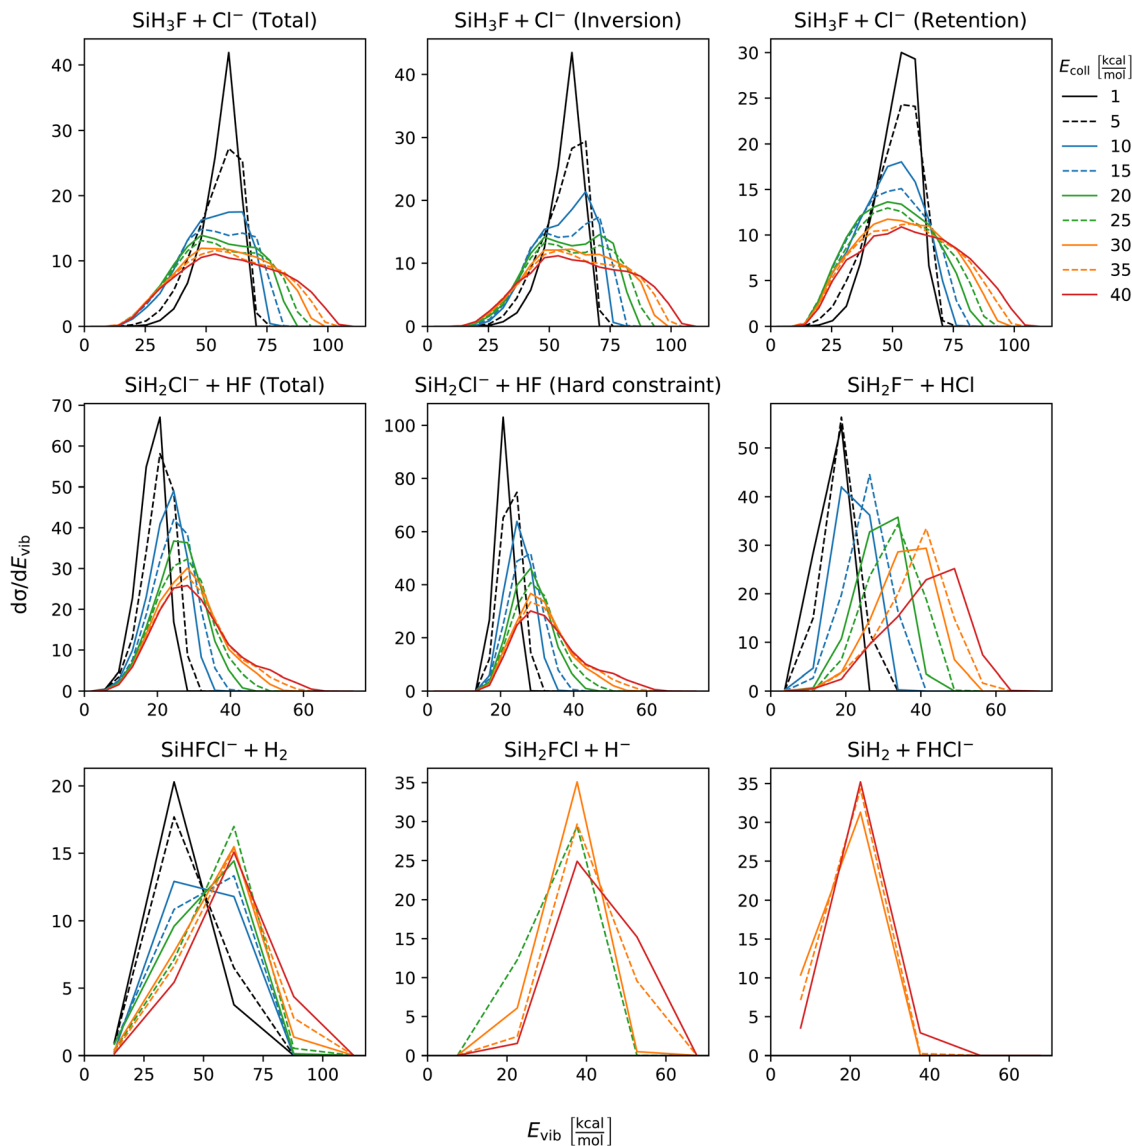 SiH₃F + Cl⁻ (Total)
SiH₃F + Cl⁻ (Inversion)
SiH₃F + Cl⁻ (Retention)
E_coll [kcal/mol]
1
5
10
15
20
25
30
35
40
0 10 20 30 40
0 25 50 75 100
0 10 20 30 40
0 25 50 75 100
0 5 10 15 20 25 30
0 25 50 75 100
SiH₂Cl⁻ + HF (Total)
SiH₂Cl⁻ + HF (Hard constraint)
SiH₂F⁻ + HCl
dσ/dE_vib
0 10 20 30 40 50 60 70
0 20 40 60
0 20 40 60 80 100
0 20 40 60
0 10 20 30 40 50
0 20 40 60
SiHFCl⁻ + H₂
SiH₂FCl + H⁻
SiH₂ + FHCl⁻
0 5 10 15 20
0 25 50 75 100
0 5 10 15 20 25 30 35
0 20 40 60
0 5 10 15 20 25 30 35
0 20 40 60
E_vib [kcal/mol]